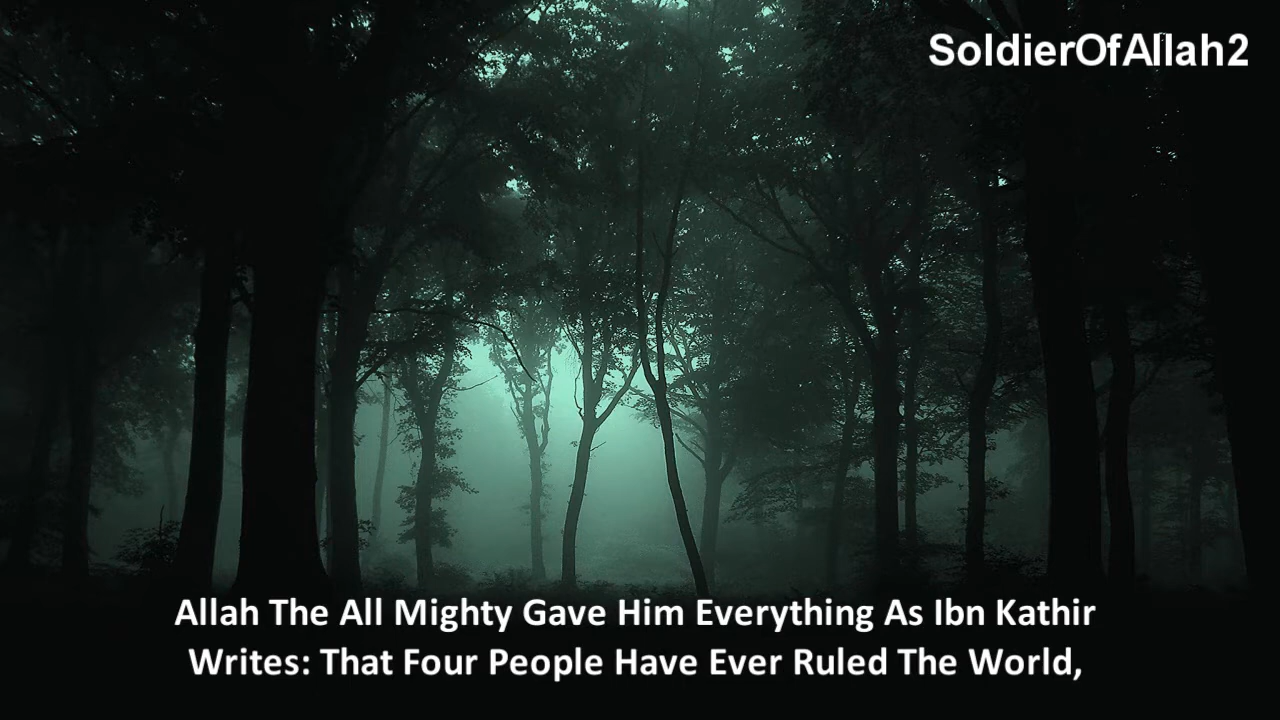 SoldierOfAllah2
Allah The All Mighty Gave Him Everything As Ibn Kathir
Writes: That Four People Have Ever Ruled The World,